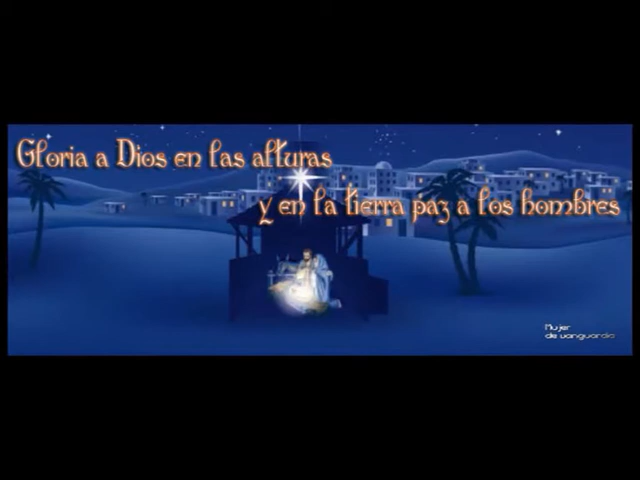 Gloria a Dios en las alturas
y en la tierra paz a los hombres
Mujer
de vanguardia